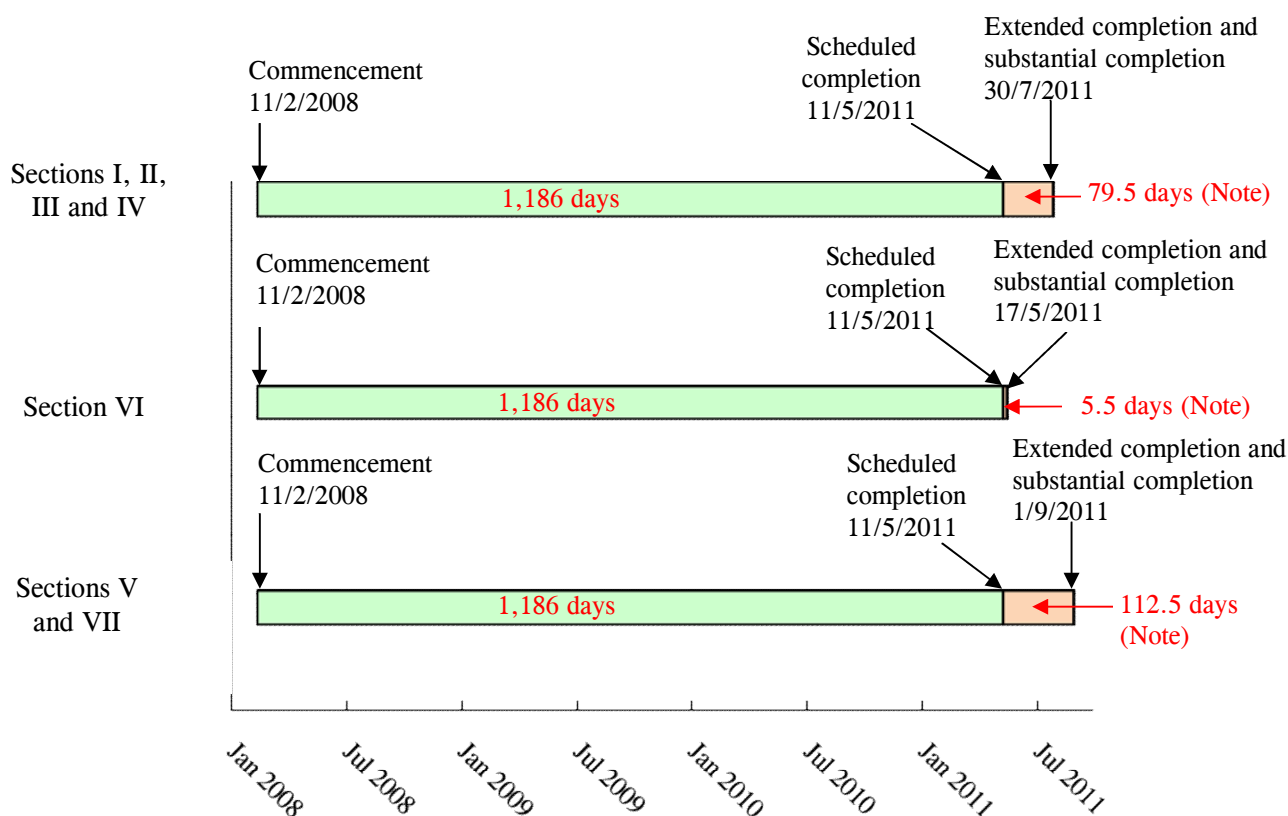 Commencement
11/2/2008
Scheduled
completion
11/5/2011
Extended completion and
substantial completion
30/7/2011
Sections I, II,
III and IV
1,186 days
79.5 days (Note)
Commencement
11/2/2008
Scheduled
completion
11/5/2011
Extended completion and
substantial completion
17/5/2011
Section VI
1,186 days
5.5 days (Note)
Commencement
11/2/2008
Scheduled
completion
11/5/2011
Extended completion and
substantial completion
1/9/2011
Sections V
and VII
1,186 days
112.5 days
(Note)
Jan 2008
Jul 2008
Jan 2009
Jul 2009
Jan 2010
Jul 2010
Jan 2011
Jul 2011